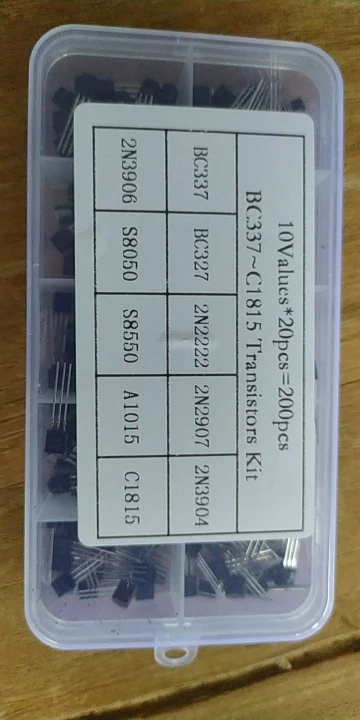 10Values*20pcs=200pcs
BC337~C1815 Transistors Kit
BC337 BC327 2N2222 2N2907 2N3904
2N3906 S8050 S8550 A1015 C1815